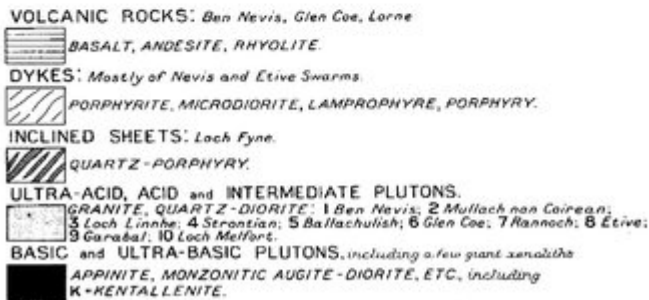 VOLCANIC ROCKS: Ben Nevis, Glen Coe, Lorne
BASALT, ANDESITE, RHYOLITE.
DYKES: Mostly of Nevis and Etive Swarms.
PORPHYRITE, MICRODIORITE, LAMPROPHYRE, PORPHYRY.
INCLINED SHEETS: Loch Fyne.
QUARTZ-PORPHYRY.
ULTRA-ACID, ACID and INTERMEDIATE PLUTONS.
GRANITE, QUARTZ-DIORITE: 1 Ben Nevis; 2 Mullach nan Coirean;
3 Loch Linnhe; 4 Strontian; 5 Ballachulish; 6 Glen Coe; 7 Rannoch; 8 Etive;
9 Garabal; 10 Loch Melfort.
BASIC and ULTRA-BASIC PLUTONS, including a few giant xenoliths
APPINITE, MONZONITIC AUGITE-DIORITE, ETC, including
K-KENTALLENITE.